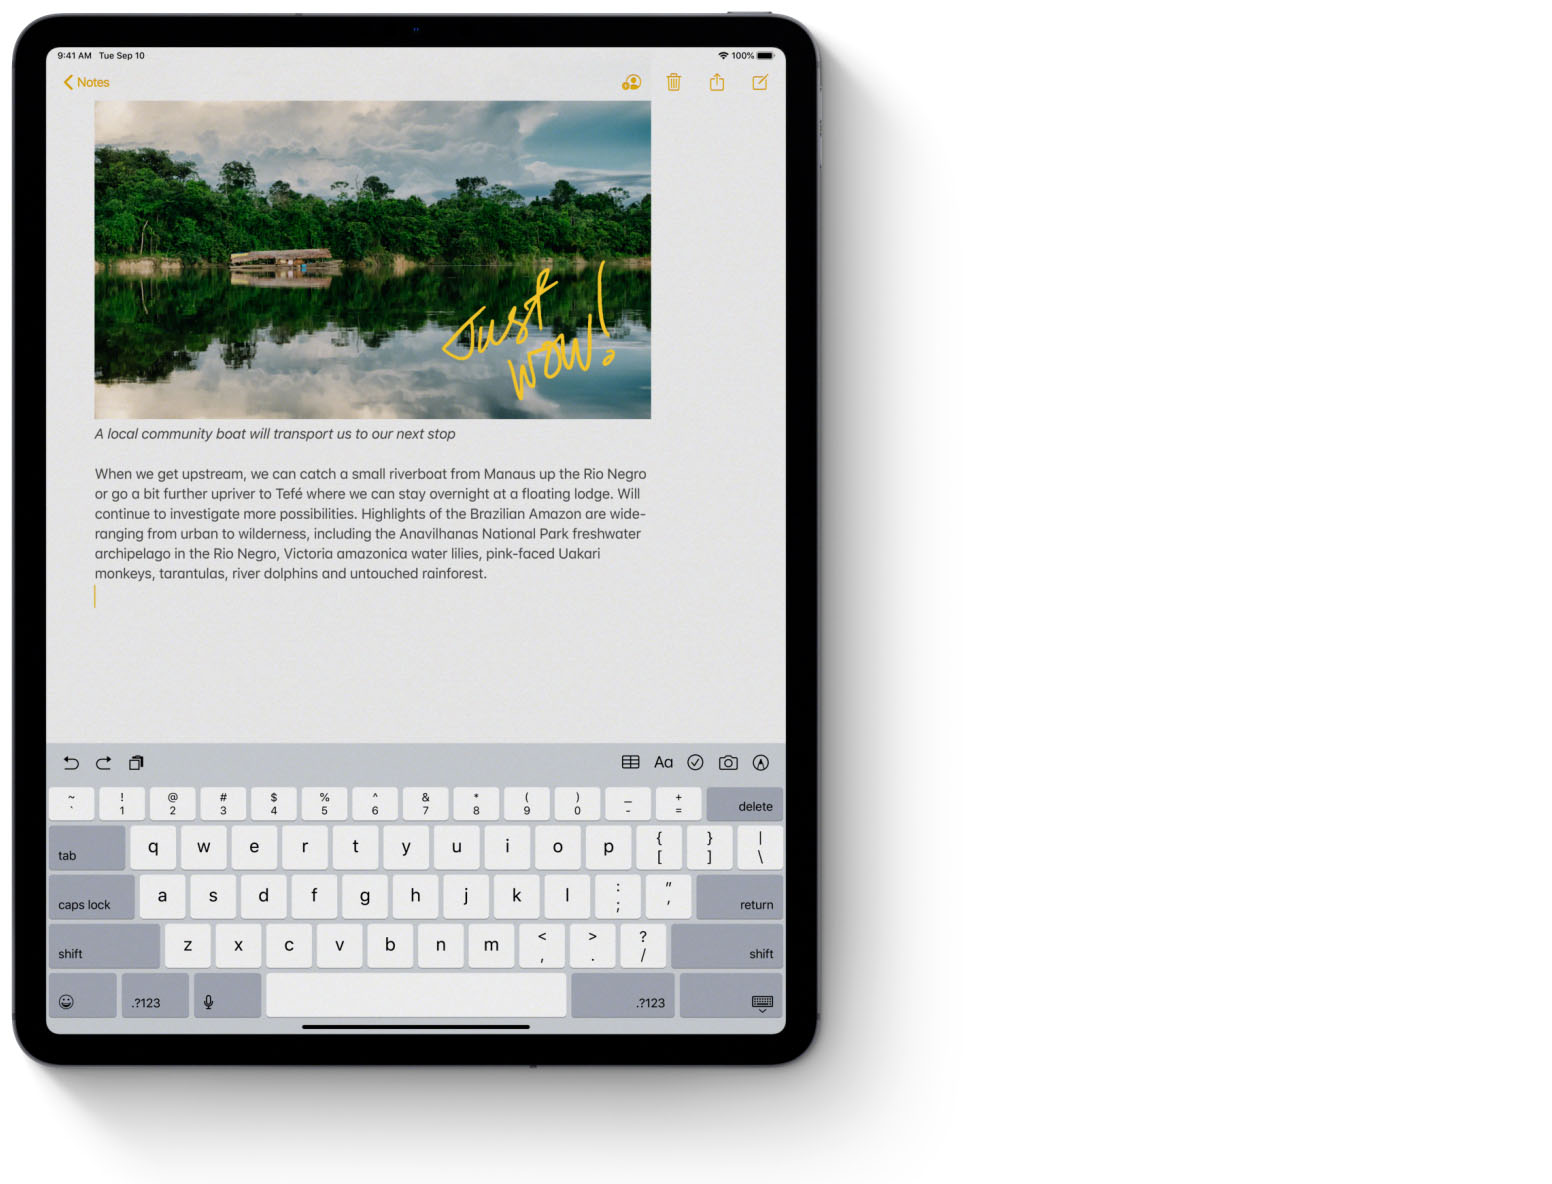 9:41 AM Tue Sep 10 100%
Notes
Just
wow!
A local community boat will transport us to our next stop
When we get upstream, we can catch a small riverboat from Manaus up the Rio Negro
or go a bit further upriver to Tefé where we can stay overnight at a floating lodge. Will
continue to investigate more possibilities. Highlights of the Brazilian Amazon are wide-
ranging from urban to wilderness, including the Anavilhanas National Park freshwater
archipelago in the Rio Negro, Victoria amazonica water lilies, pink-faced Uakari
monkeys, tarantulas, river dolphins and untouched rainforest.
Aa
~ ! @ # $ % ^ & * ( ) _ +
` 1 2 3 4 5 6 7 8 9 0 - = delete
tab q w e r t y u i o p { [ } ] | \
caps lock a s d f g h j k l : ; " ' return
shift z x c v b n m < , > . ? / shift
.?123 .?123